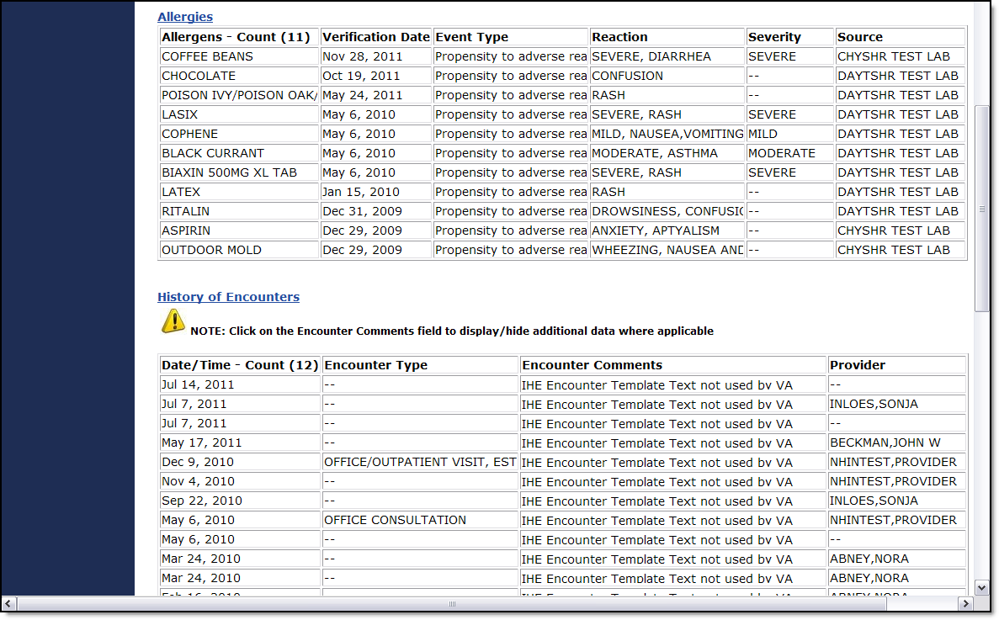 Allergies
Allergens - Count (11) Verification Date Event Type Reaction Severity Source
COFFEE BEANS Nov 28, 2011 Propensity to adverse rea SEVERE, DIARRHEA SEVERE CHYSHR TEST LAB
CHOCOLATE Oct 19, 2011 Propensity to adverse rea CONFUSION -- DAYTSHR TEST LAB
POISON IVY/POISON OAK/ May 24, 2011 Propensity to adverse rea RASH -- DAYTSHR TEST LAB
LASIX May 6, 2010 Propensity to adverse rea SEVERE, RASH SEVERE DAYTSHR TEST LAB
COPHENE May 6, 2010 Propensity to adverse rea MILD, NAUSEA,VOMITING MILD DAYTSHR TEST LAB
BLACK CURRANT May 6, 2010 Propensity to adverse rea MODERATE, ASTHMA MODERATE DAYTSHR TEST LAB
BIAXIN 500MG XL TAB May 6, 2010 Propensity to adverse rea SEVERE, RASH SEVERE DAYTSHR TEST LAB
LATEX Jan 15, 2010 Propensity to adverse rea RASH -- DAYTSHR TEST LAB
RITALIN Dec 31, 2009 Propensity to adverse rea DROWSINESS, CONFUSIO -- DAYTSHR TEST LAB
ASPIRIN Dec 29, 2009 Propensity to adverse rea ANXIETY, APTYALISM -- CHYSHR TEST LAB
OUTDOOR MOLD Dec 29, 2009 Propensity to adverse rea WHEEZING, NAUSEA AND -- CHYSHR TEST LAB
History of Encounters
NOTE: Click on the Encounter Comments field to display/hide additional data where applicable
Date/Time - Count (12) Encounter Type Encounter Comments Provider
Jul 14, 2011 -- IHE Encounter Template Text not used by VA --
Jul 7, 2011 -- IHE Encounter Template Text not used by VA INLOES,SONJA
Jul 7, 2011 -- IHE Encounter Template Text not used by VA --
May 17, 2011 -- IHE Encounter Template Text not used by VA BECKMAN,JOHN W
Dec 9, 2010 OFFICE/OUTPATIENT VISIT, EST IHE Encounter Template Text not used by VA NHINTEST,PROVIDER
Nov 4, 2010 -- IHE Encounter Template Text not used by VA NHINTEST,PROVIDER
Sep 22, 2010 -- IHE Encounter Template Text not used by VA INLOES,SONJA
May 6, 2010 OFFICE CONSULTATION IHE Encounter Template Text not used by VA NHINTEST,PROVIDER
May 6, 2010 -- IHE Encounter Template Text not used by VA --
Mar 24, 2010 -- IHE Encounter Template Text not used by VA ABNEY,NORA
Mar 24, 2010 -- IHE Encounter Template Text not used by VA ABNEY,NORA